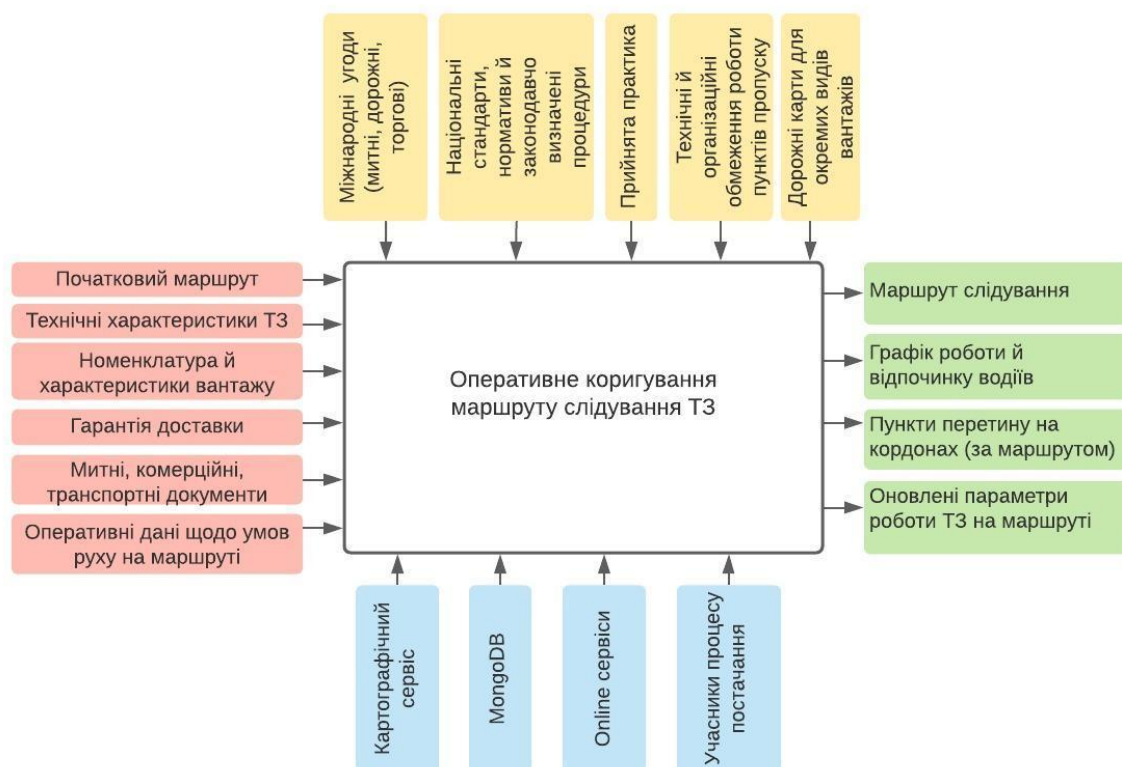 Міжнародні угоди
(митні, дорожні,
торгові)
Національні
стандарти,
нормативи й
законодавчо
визначені
процедури
Прийнята практика
Технічні й
організаційні
обмеження роботи
пунктів пропуску
Дорожні карти для
окремих видів
вантажів
Початковий маршрут
Технічні характеристики ТЗ
Номенклатура й
характеристики вантажу
Гарантія доставки
Митні, комерційні,
транспортні документи
Оперативні дані щодо умов
руху на маршруті
Оперативне коригування
маршруту слідування ТЗ
Маршрут слідування
Графік роботи й
відпочинку водіїв
Пункти перетину на
кордонах (за маршрутом)
Оновлені параметри
роботи ТЗ на маршруті
Картографічний
сервіс
MongoDB
Online сервіси
Учасники процесу
постачання